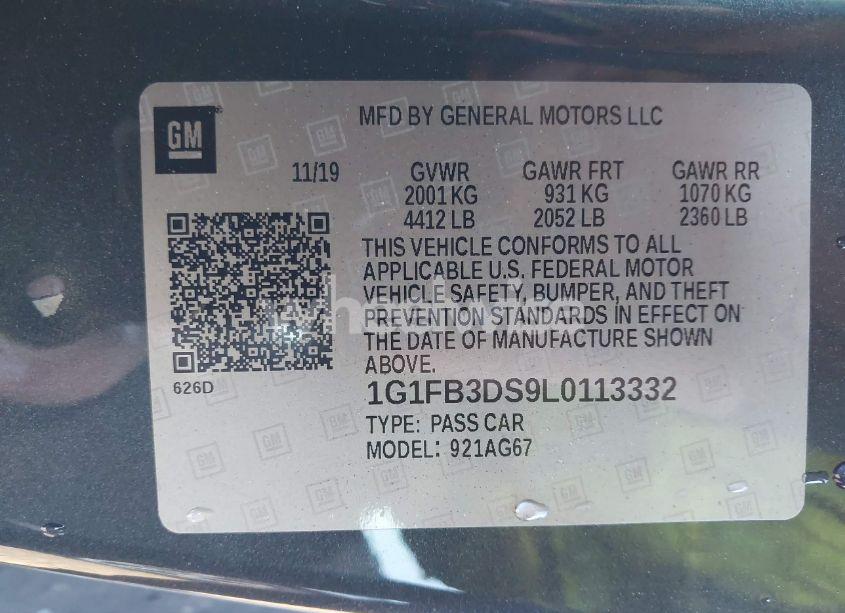 GM
MFD BY GENERAL MOTORS LLC
11/19 GVWR GAWR FRT GAWR RR
2001 KG 931 KG 1070 KG
4412 LB 2052 LB 2360 LB
THIS VEHICLE CONFORMS TO ALL
APPLICABLE U.S. FEDERAL MOTOR
VEHICLE SAFETY, BUMPER, AND THEFT
PREVENTION STANDARDS IN EFFECT ON
THE DATE OF MANUFACTURE SHOWN
ABOVE.
626D
1G1FB3DS9L0113332
TYPE: PASS CAR
MODEL: 921AG67